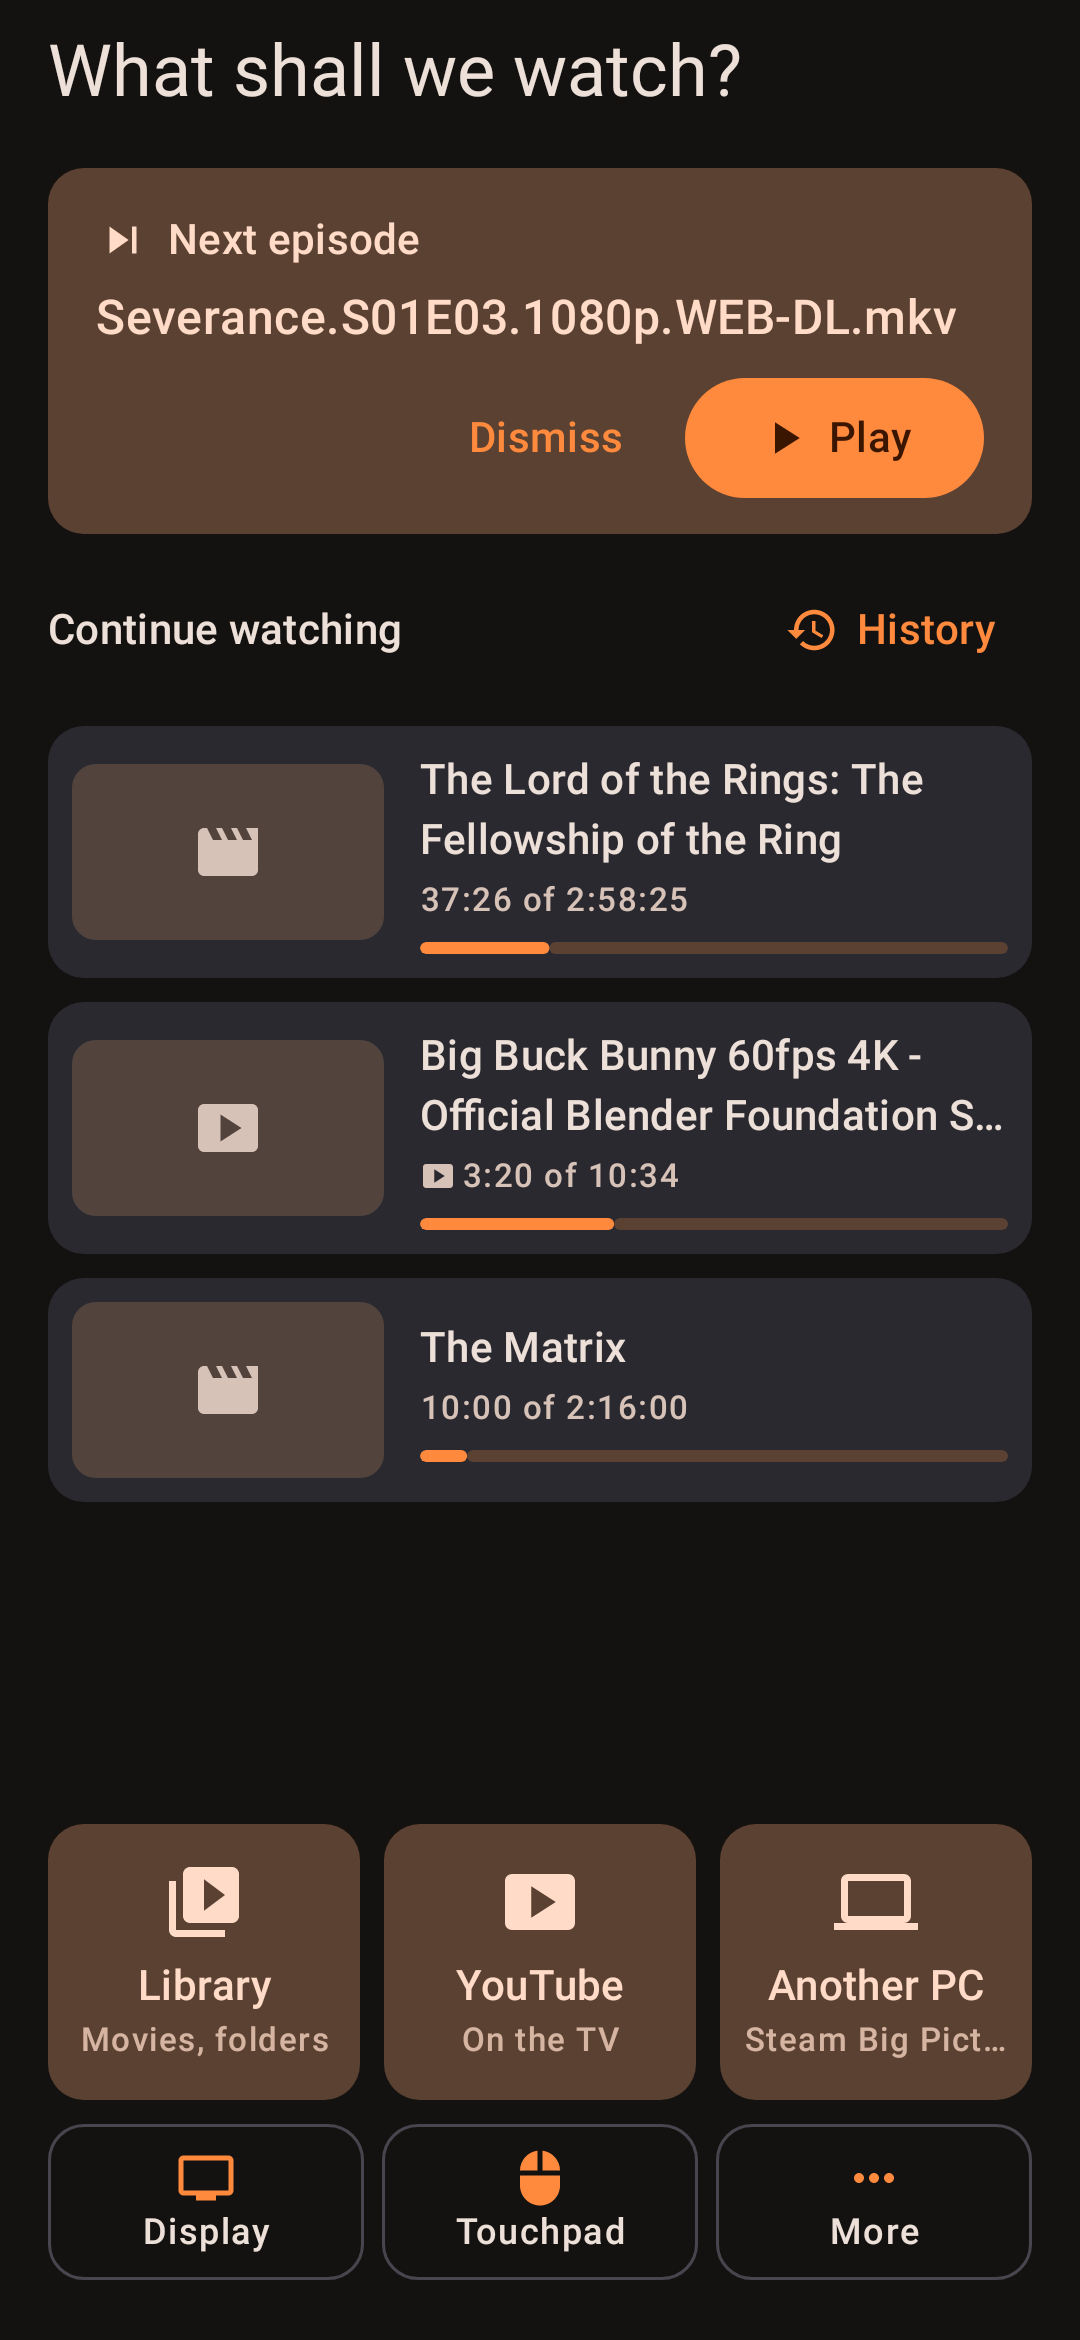 What shall we watch?
Next episode
Severance.S01E03.1080p.WEB-DL.mkv
Dismiss
Play
Continue watching
History
The Lord of the Rings: The
Fellowship of the Ring
37:26 of 2:58:25
Big Buck Bunny 60fps 4K -
Official Blender Foundation S...
3:20 of 10:34
The Matrix
10:00 of 2:16:00
Library
Movies, folders
YouTube
On the TV
Another PC
Steam Big Pict...
Display
Touchpad
More